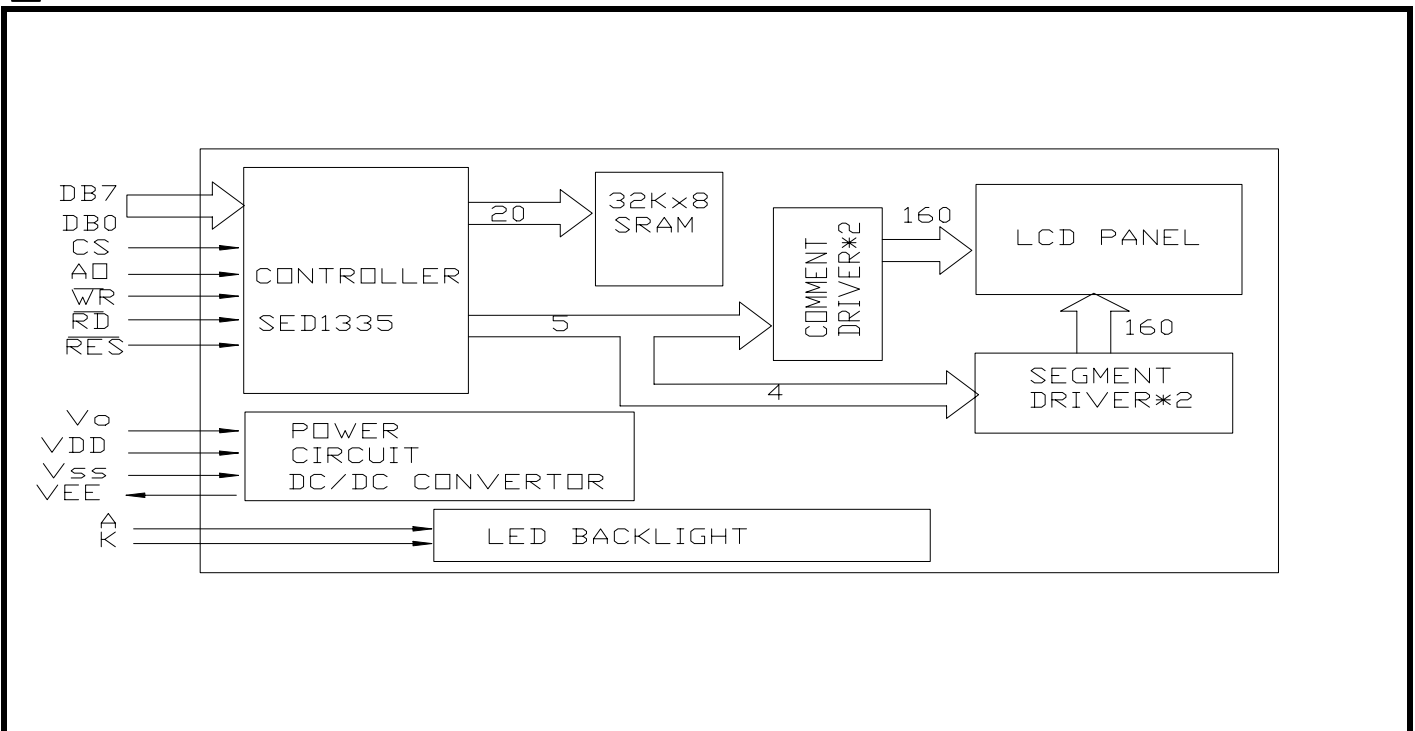 DB7
DB0
CS
A0
WR
RD
RES
CONTROLLER
SED1335
20
32Kx8
SRAM
5
4
COMMENT
DRIVER*2
160
LCD PANEL
160
SEGMENT
DRIVER*2
Vo
VDD
Vss
VEE
POWER
CIRCUIT
DC/DC CONVERTOR
A
K
LED BACKLIGHT